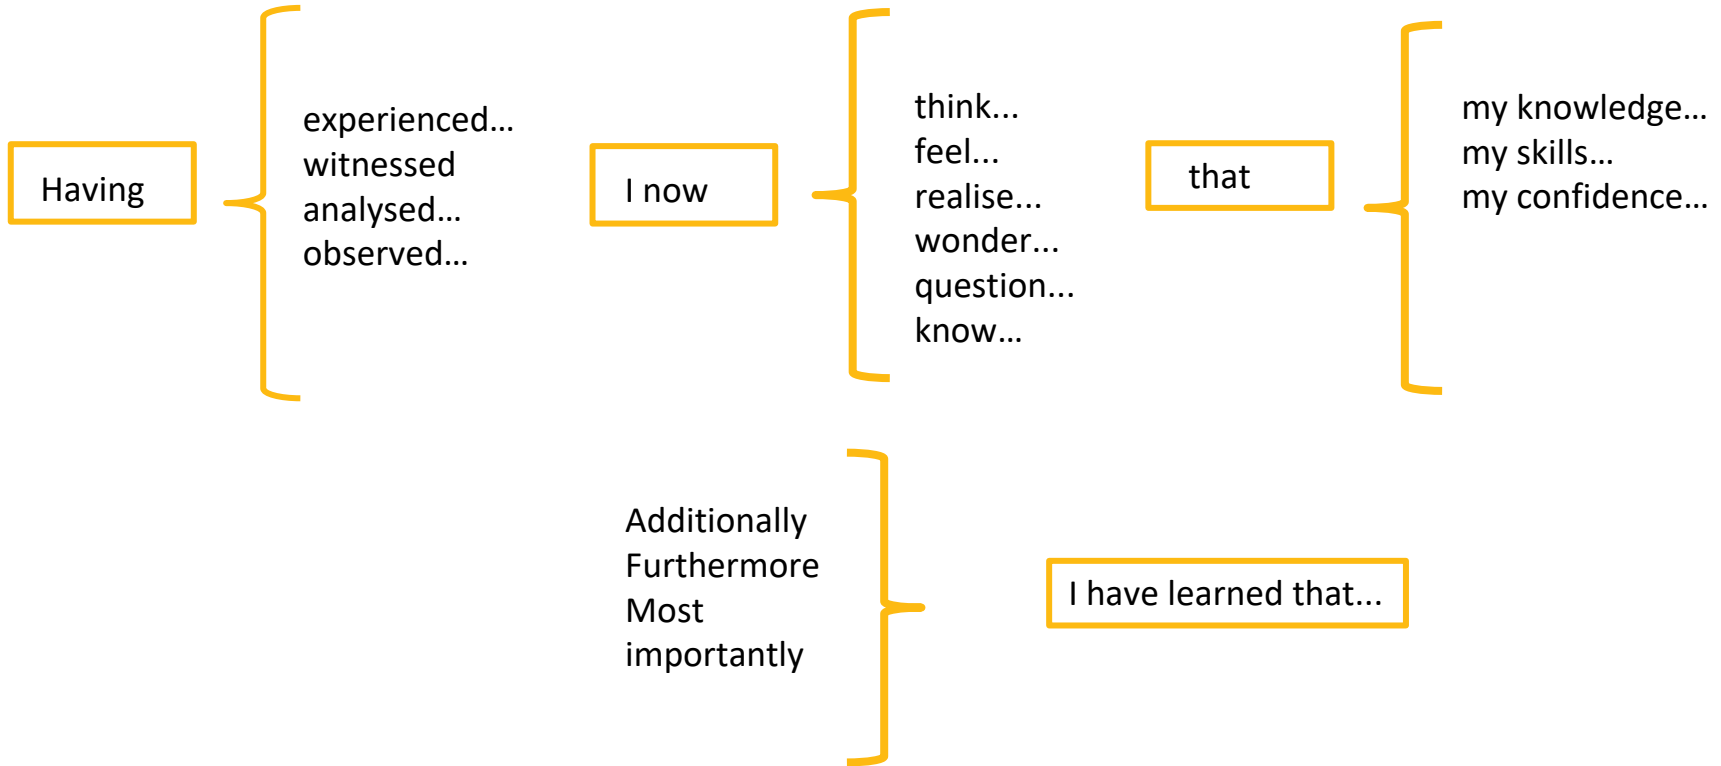 Having
experienced...
witnessed
analysed...
observed...
I now
think...
feel...
realise...
wonder...
question...
know...
that
my knowledge...
my skills...
my confidence...
Additionally
Furthermore
Most
importantly
I have learned that...